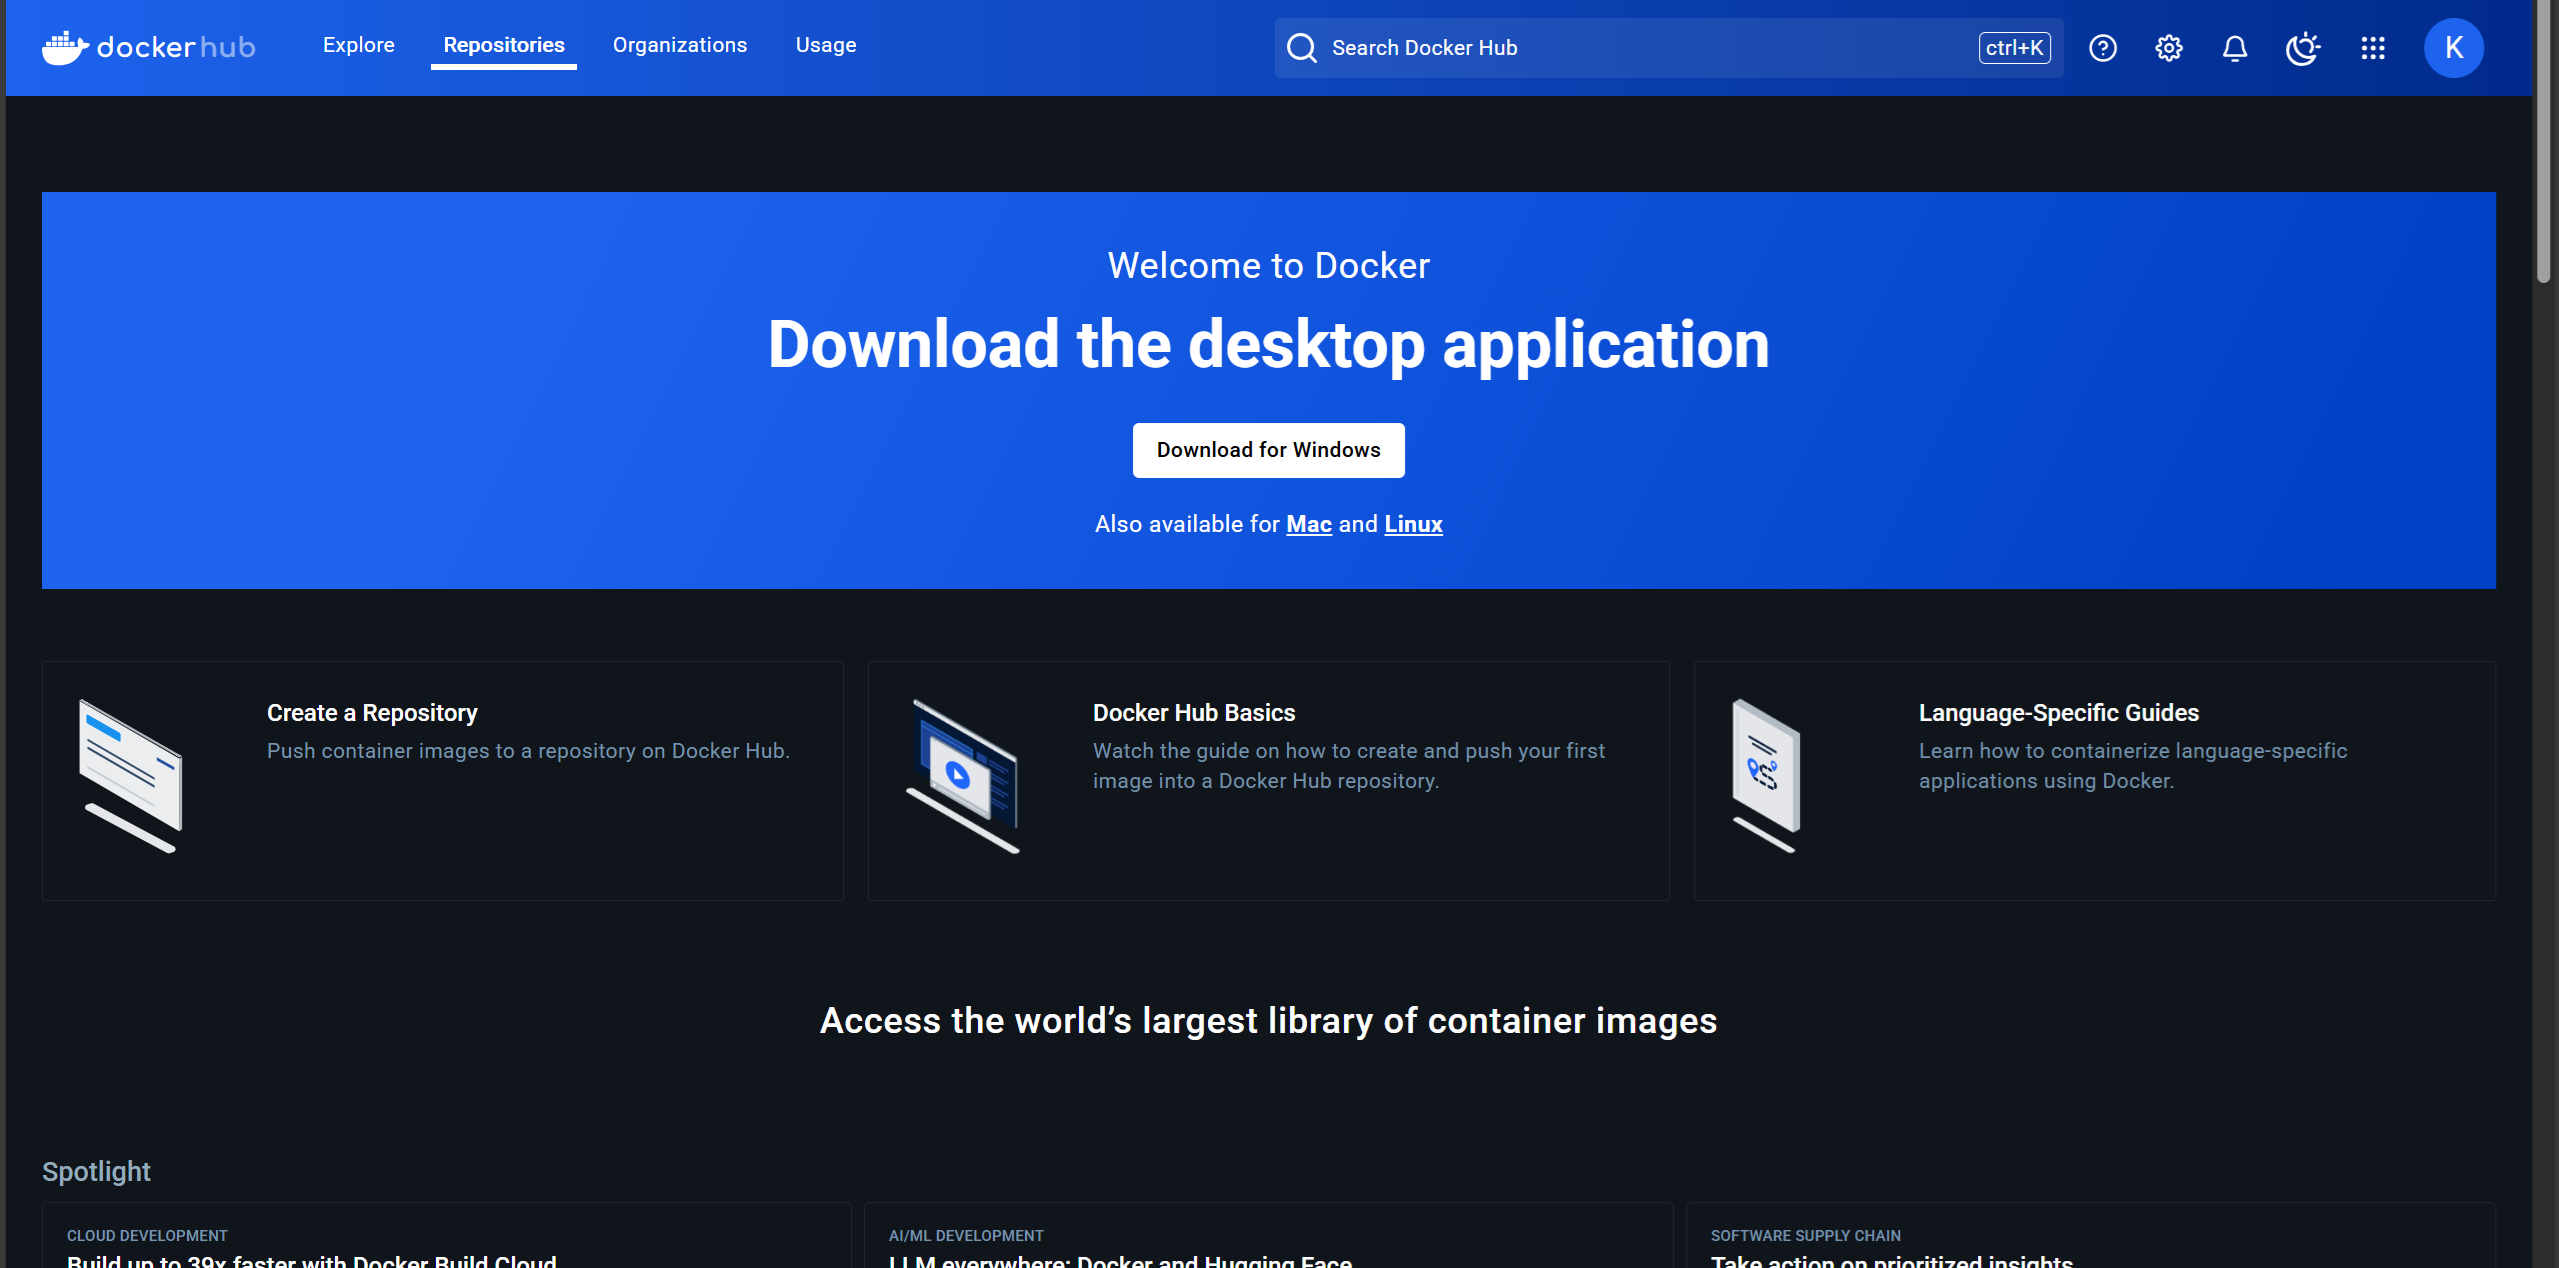 dockerhub
Explore
Repositories
Organizations
Usage
Search Docker Hub
ctrl+K
K
Welcome to Docker
Download the desktop application
Download for Windows
Also available for Mac and Linux
Create a Repository
Push container images to a repository on Docker Hub.
Docker Hub Basics
Watch the guide on how to create and push your first
image into a Docker Hub repository.
Language-Specific Guides
Learn how to containerize language-specific
applications using Docker.
Access the world’s largest library of container images
Spotlight
CLOUD DEVELOPMENT
Build up to 39x faster with Docker Build Cloud
AI/ML DEVELOPMENT
LLM everywhere: Docker and Hugging Face
SOFTWARE SUPPLY CHAIN
Take action on prioritized insights